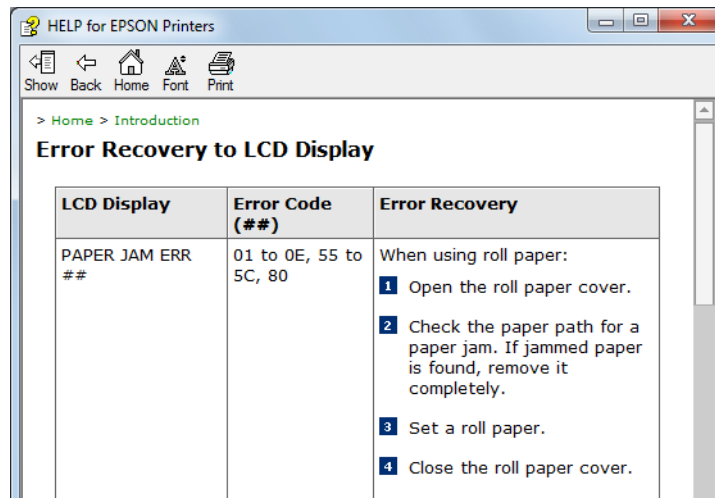 HELP for EPSON Printers
Show Back Home Font Print
> Home > Introduction
Error Recovery to LCD Display
LCD Display
Error Code
(##)
Error Recovery
PAPER JAM ERR
##
01 to 0E, 55 to
5C, 80
When using roll paper:
1 Open the roll paper cover.
2 Check the paper path for a
paper jam. If jammed paper
is found, remove it
completely.
3 Set a roll paper.
4 Close the roll paper cover.